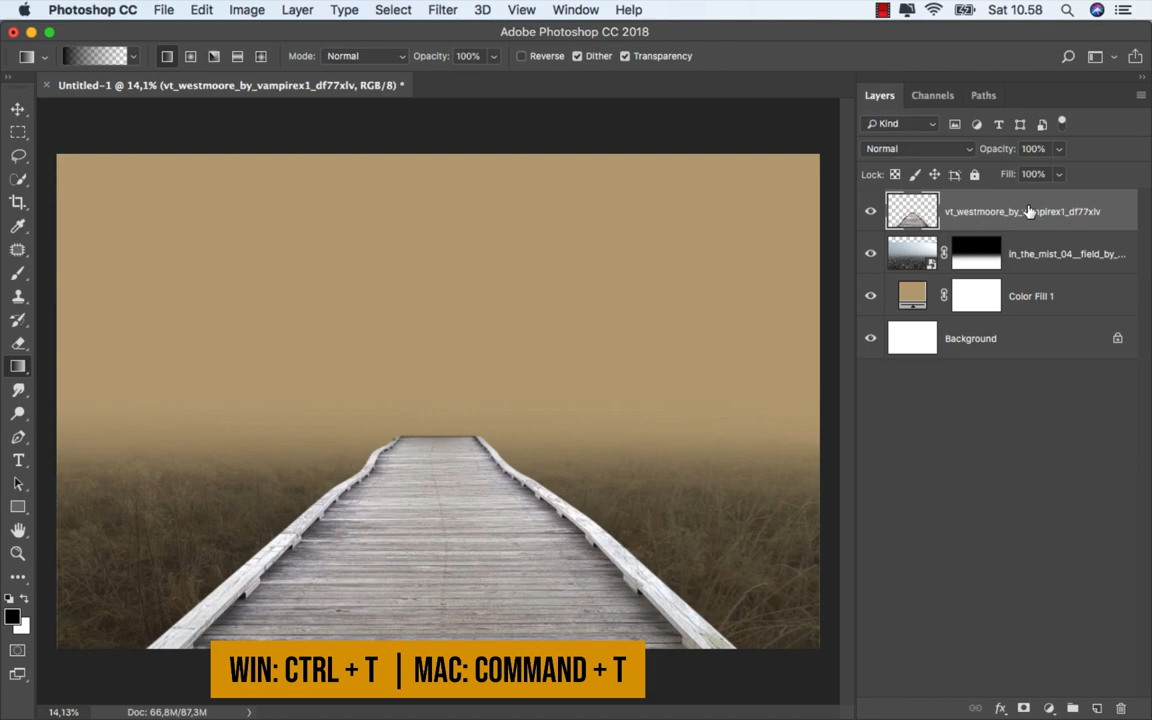 Photoshop CC File Edit Image Layer Type Select Filter 3D View Window Help Sat 10.58
Adobe Photoshop CC 2018
Mode: Normal Opacity: 100% Reverse Dither Transparency
× Untitled-1 @ 14,1% (vt_westmoore_by_vampirex1_df77xlv, RGB/8) *
Layers Channels Paths
Kind
Normal Opacity: 100%
Lock: Fill: 100%
vt_westmoore_by_vampirex1_df77xlv
in_the_mist_04__field_by_...
Color Fill 1
Background
WIN: CTRL + T | MAC: COMMAND + T
14,13% Doc: 66,8M/87,3M